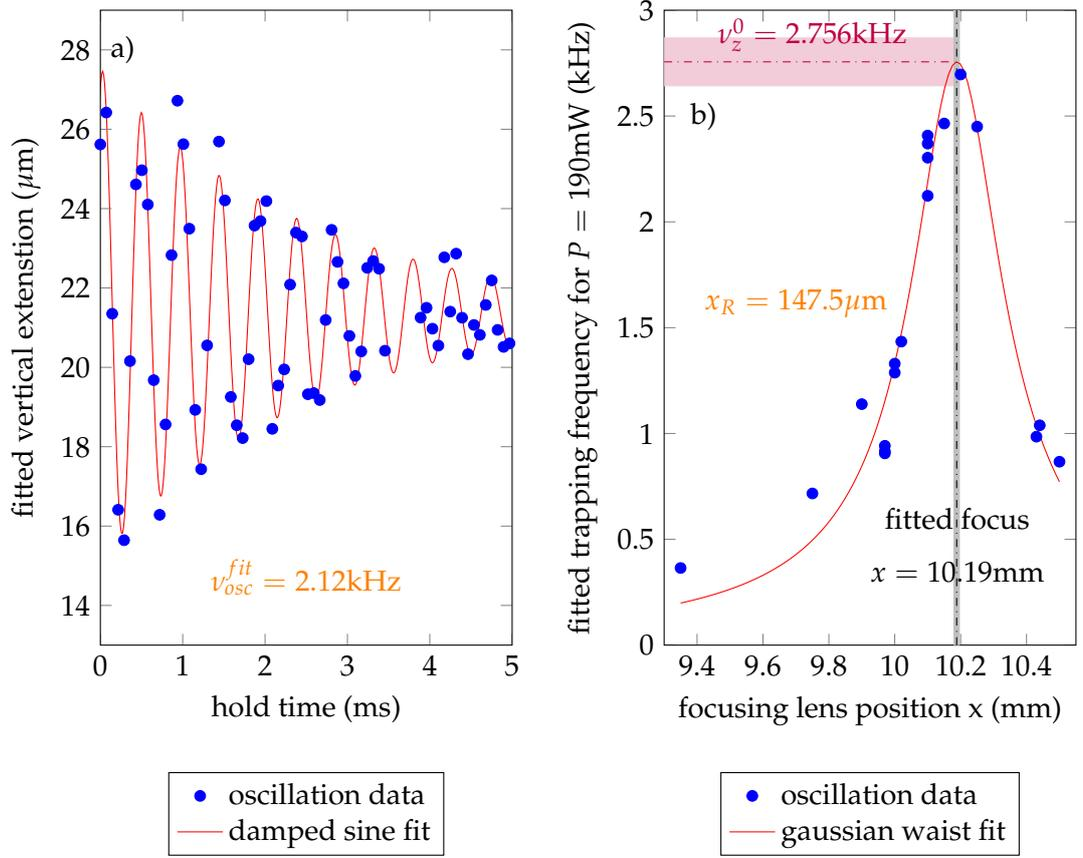 fitted vertical extenstion (μm)
28
26
24
22
20
18
16
14
a)
ν_osc^fit = 2.12kHz
0 1 2 3 4 5
hold time (ms)
oscillation data
damped sine fit
fitted trapping frequency for P = 190mW (kHz)
3
2.5
2
1.5
1
0.5
0
ν_z^0 = 2.756kHz
b)
x_R = 147.5μm
fitted focus
x = 10.19mm
9.4 9.6 9.8 10 10.2 10.4
focusing lens position x (mm)
oscillation data
gaussian waist fit